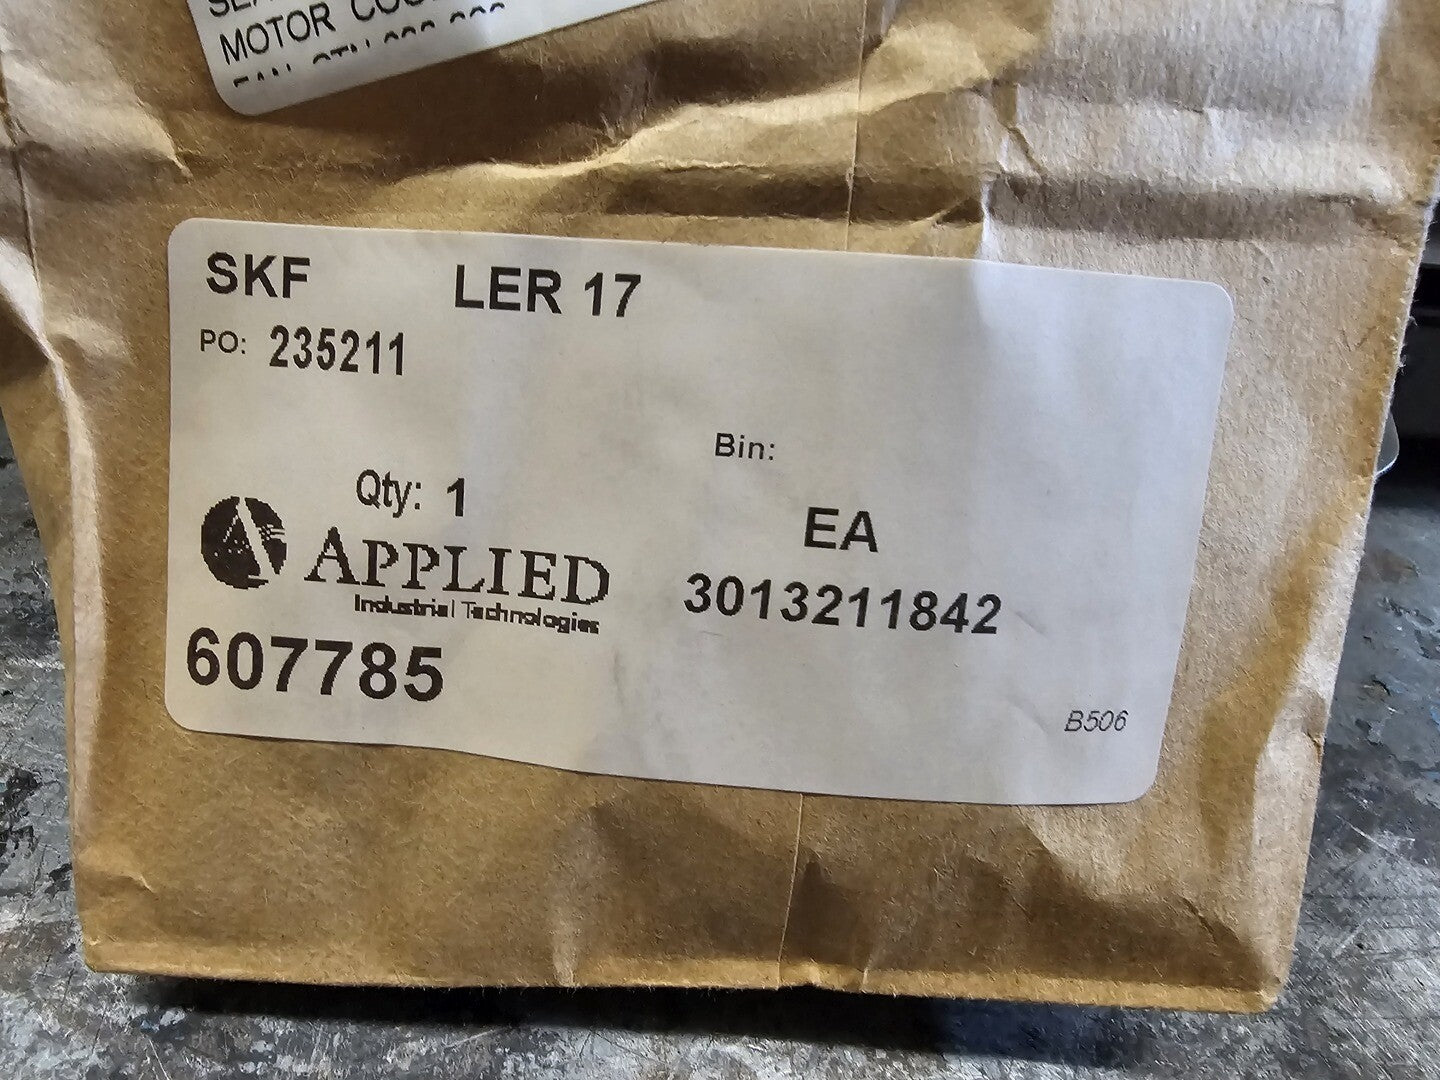 MOTOR
SKF LER 17
PO: 235211
Bin:
Qty: 1
EA
APPLIED
Industrial Technologies
3013211842
607785
B506